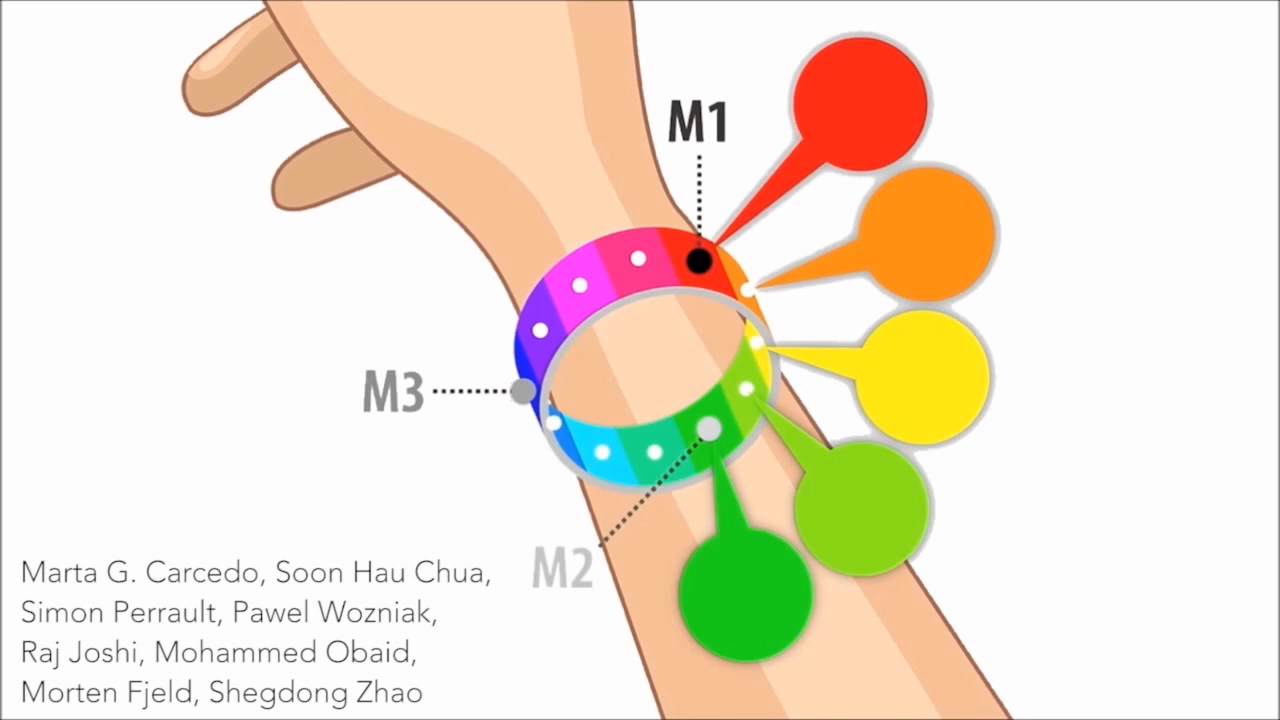 M1
M3
M2
Marta G. Carcedo, Soon Hau Chua,
Simon Perrault, Pawel Wozniak,
Raj Joshi, Mohammed Obaid,
Morten Fjeld, Shegdong Zhao